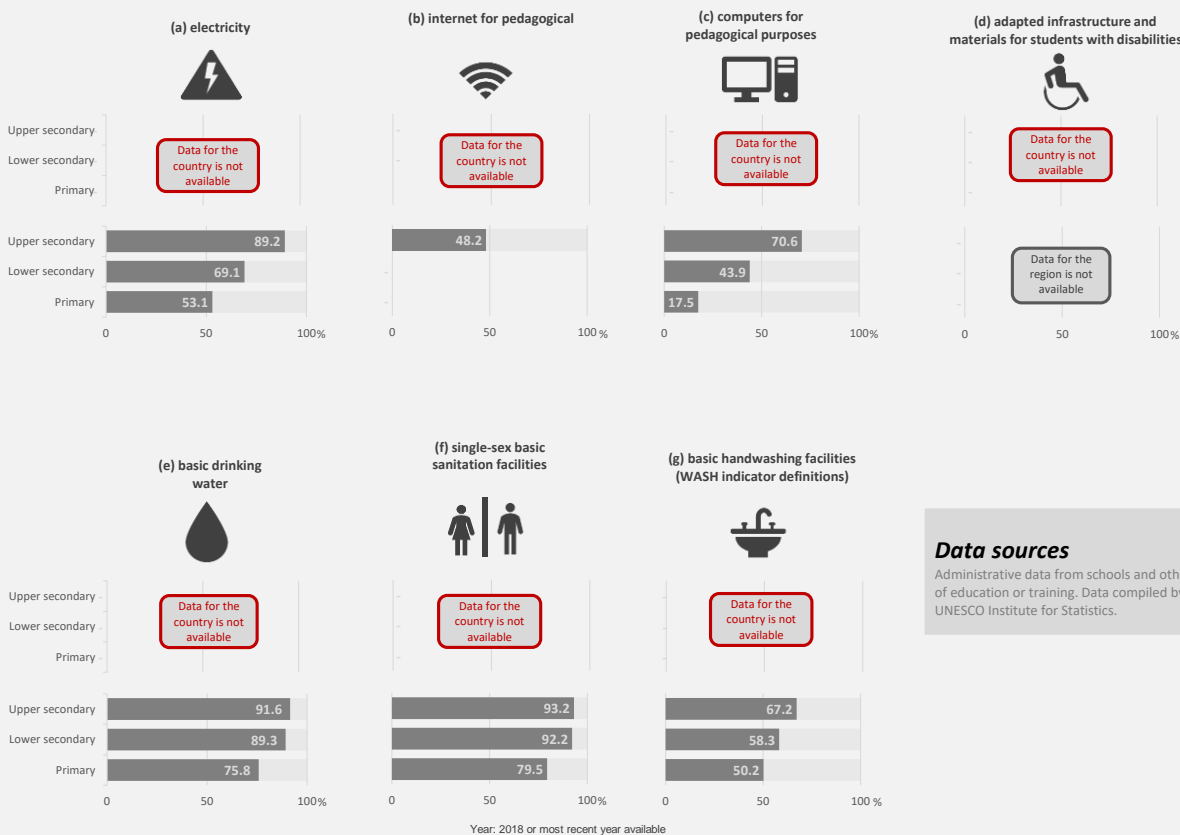 (a) electricity
(b) internet for pedagogical
(c) computers for
pedagogical purposes
(d) adapted infrastructure and
materials for students with disabilities
Upper secondary
Lower secondary
Primary
Data for the
country is not
available
Data for the
country is not
available
Data for the
country is not
available
Data for the
country is not
available
Upper secondary
Lower secondary
Primary
89.2
69.1
53.1
0 50 100%
48.2
0 50 100%
70.6
43.9
17.5
0 50 100%
Data for the
region is not
available
0 50 100%
(e) basic drinking
water
(f) single-sex basic
sanitation facilities
(g) basic handwashing facilities
(WASH indicator definitions)
Upper secondary
Lower secondary
Primary
Data for the
country is not
available
Data for the
country is not
available
Data for the
country is not
available
Data sources
Administrative data from schools and oth
of education or training. Data compiled by
UNESCO Institute for Statistics.
Upper secondary
Lower secondary
Primary
91.6
89.3
75.8
0 50 100%
93.2
92.2
79.5
0 50 100%
67.2
58.3
50.2
0 50 100 %
Year: 2018 or most recent year available